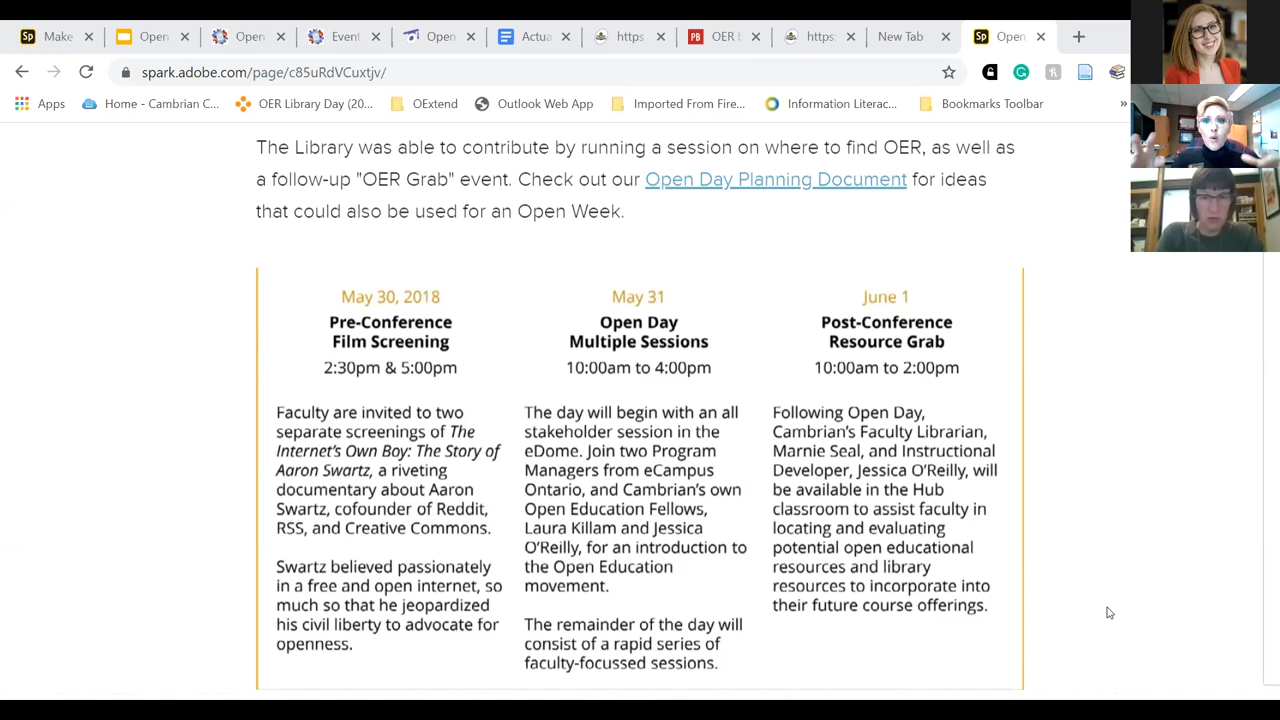 Make
Open
Open
Event
Open
Actua
https
OER b
https:
New Tab
Open
spark.adobe.com/page/c85uRdVCuxtjv/
Apps
Home - Cambrian C...
OER Library Day (20...
OExtend
Outlook Web App
Imported From Fire...
Information Literac...
Bookmarks Toolbar
»
The Library was able to contribute by running a session on where to find OER, as well as
a follow-up "OER Grab" event. Check out our Open Day Planning Document for ideas
that could also be used for an Open Week.
May 30, 2018
Pre-Conference
Film Screening
2:30pm & 5:00pm
Faculty are invited to two
separate screenings of The
Internet's Own Boy: The Story of
Aaron Swartz, a riveting
documentary about Aaron
Swartz, cofounder of Reddit,
RSS, and Creative Commons.
Swartz believed passionately
in a free and open internet, so
much so that he jeopardized
his civil liberty to advocate for
openness.
May 31
Open Day
Multiple Sessions
10:00am to 4:00pm
The day will begin with an all
stakeholder session in the
eDome. Join two Program
Managers from eCampus
Ontario, and Cambrian's own
Open Education Fellows,
Laura Killam and Jessica
O'Reilly, for an introduction to
the Open Education
movement.
The remainder of the day will
consist of a rapid series of
faculty-focussed sessions.
June 1
Post-Conference
Resource Grab
10:00am to 2:00pm
Following Open Day,
Cambrian's Faculty Librarian,
Marnie Seal, and Instructional
Developer, Jessica O'Reilly, will
be available in the Hub
classroom to assist faculty in
locating and evaluating
potential open educational
resources and library
resources to incorporate into
their future course offerings.